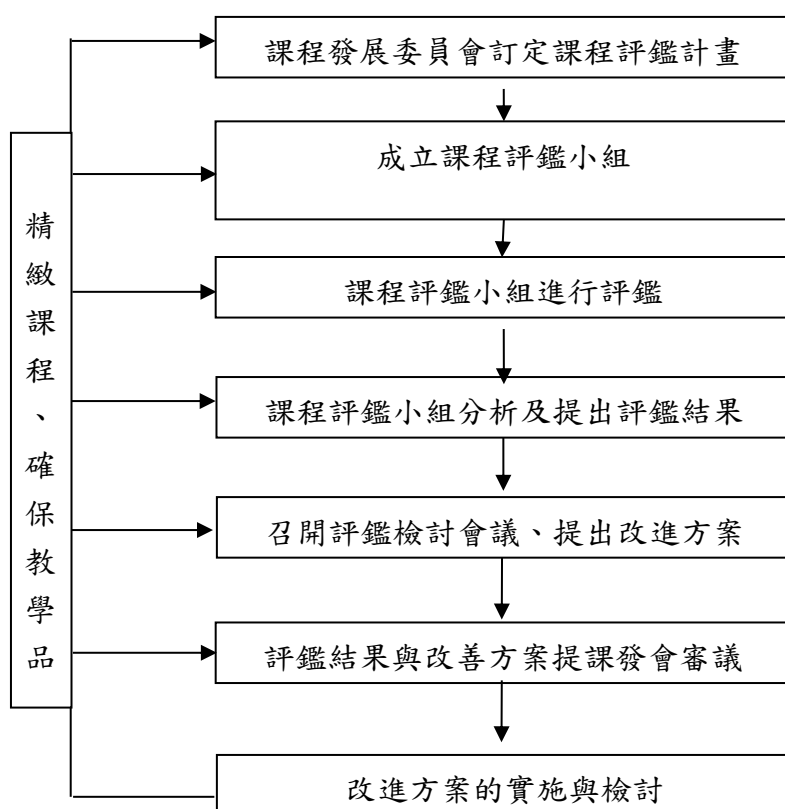 課程發展委員會訂定課程評鑑計畫
成立課程評鑑小組
課程評鑑小組進行評鑑
課程評鑑小組分析及提出評鑑結果
召開評鑑檢討會議、提出改進方案
評鑑結果與改善方案提課發會審議
改進方案的實施與檢討
精緻課程、確保教學品